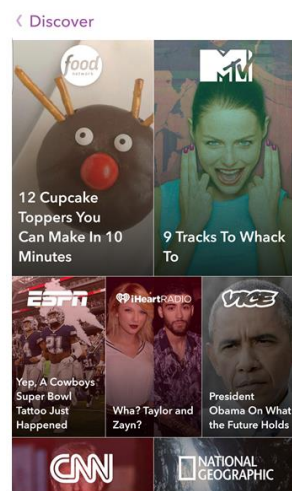 Discover
food
network
MTV
12 Cupcake
Toppers You
Can Make In 10
Minutes
9 Tracks To Whack
To
ESPN
iHeartRADIO
VICE
21
Yep, A Cowboys
Super Bowl
Tattoo Just
Happened
Wha? Taylor and
Zayn?
President
Obama On What
the Future Holds
CNN
NATIONAL
GEOGRAPHIC